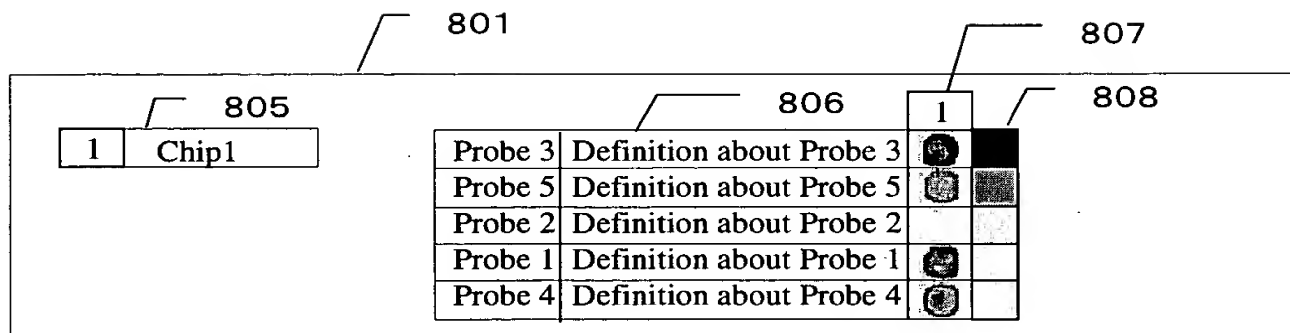 801
807
805
806
808
1
1 Chip1
Probe 3 Definition about Probe 3
Probe 5 Definition about Probe 5
Probe 2 Definition about Probe 2
Probe 1 Definition about Probe 1
Probe 4 Definition about Probe 4